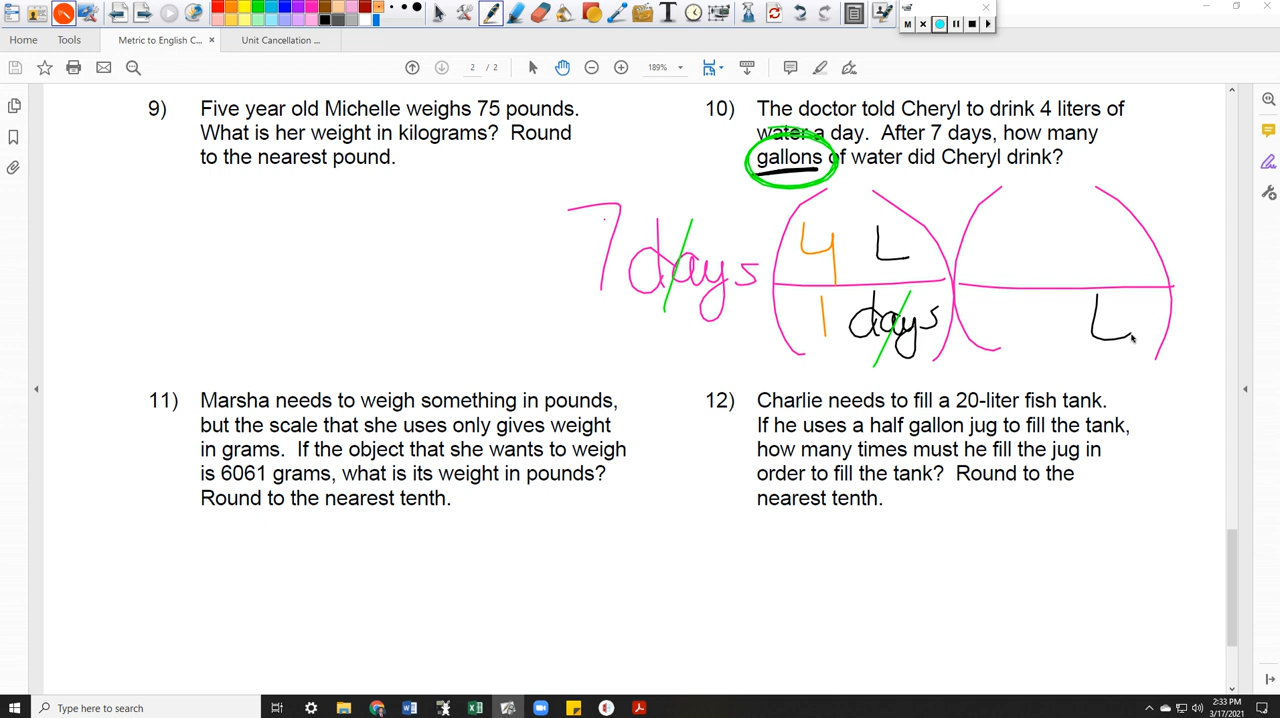 M
Home
Tools
Metric to English C...
Unit Cancellation ...
2 / 2
189%
9) Five year old Michelle weighs 75 pounds.
What is her weight in kilograms? Round
to the nearest pound.
10) The doctor told Cheryl to drink 4 liters of
water a day. After 7 days, how many
gallons of water did Cheryl drink?
7 days
4 L
1 days
L
11) Marsha needs to weigh something in pounds,
but the scale that she uses only gives weight
in grams. If the object that she wants to weigh
is 6061 grams, what is its weight in pounds?
Round to the nearest tenth.
12) Charlie needs to fill a 20-liter fish tank.
If he uses a half gallon jug to fill the tank,
how many times must he fill the jug in
order to fill the tank? Round to the
nearest tenth.
Type here to search
2:33 PM
3/17/2021